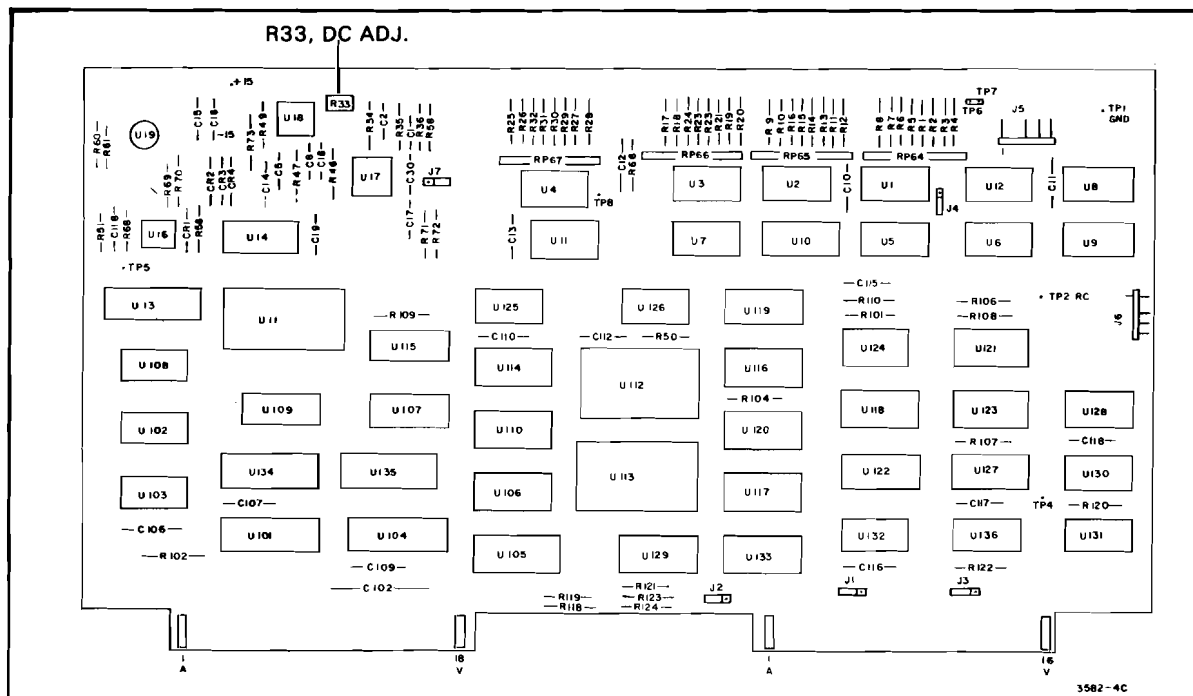 R33, DC ADJ.
+15
R33
U18
U19
R60
R61
C15
C16
-15
R49
R73
R34
C2
R35
C1
R36
R58
R25
R26
R32
R31
R30
R29
R27
R28
R17
R18
R24
R23
R23
R21
R19
R20
R9
R10
R16
R15
R14
R13
R11
R12
R8
R7
R6
R5
R1
R2
R3
R4
TP7
TP6
J5
TP1
GND
RP67
RP66
RP65
RP64
C12
R66
R69
R70
CR2
CR3
CR4
C14
C5
R47
C8
C18
R46
U17
C30
J7
U4
TP8
U3
U2
C10
U1
J4
U12
C11
U8
R51
C118
R68
U16
CR1
R56
U14
C19
C17
R71
R72
C13
U11
U7
U10
U5
U6
U9
TP5
U13
U11
R109
U125
U126
U119
C115
R110
R101
R106
R108
TP2 RC
J6
U115
C110
C112
R50
U108
U114
U112
U116
U124
U121
R104
U109
U107
U118
U123
U128
U102
U110
U120
R107
C118
U134
U135
U113
U122
U127
U130
U103
U106
U117
C107
C117
TP4
R120
C106
U101
U104
U132
U136
U131
R102
U105
U129
U133
C109
C116
R122
C102
R121
R119
R123
R118
R124
J2
J1
J3
1
A
18
V
1
A
16
V
3582-4C